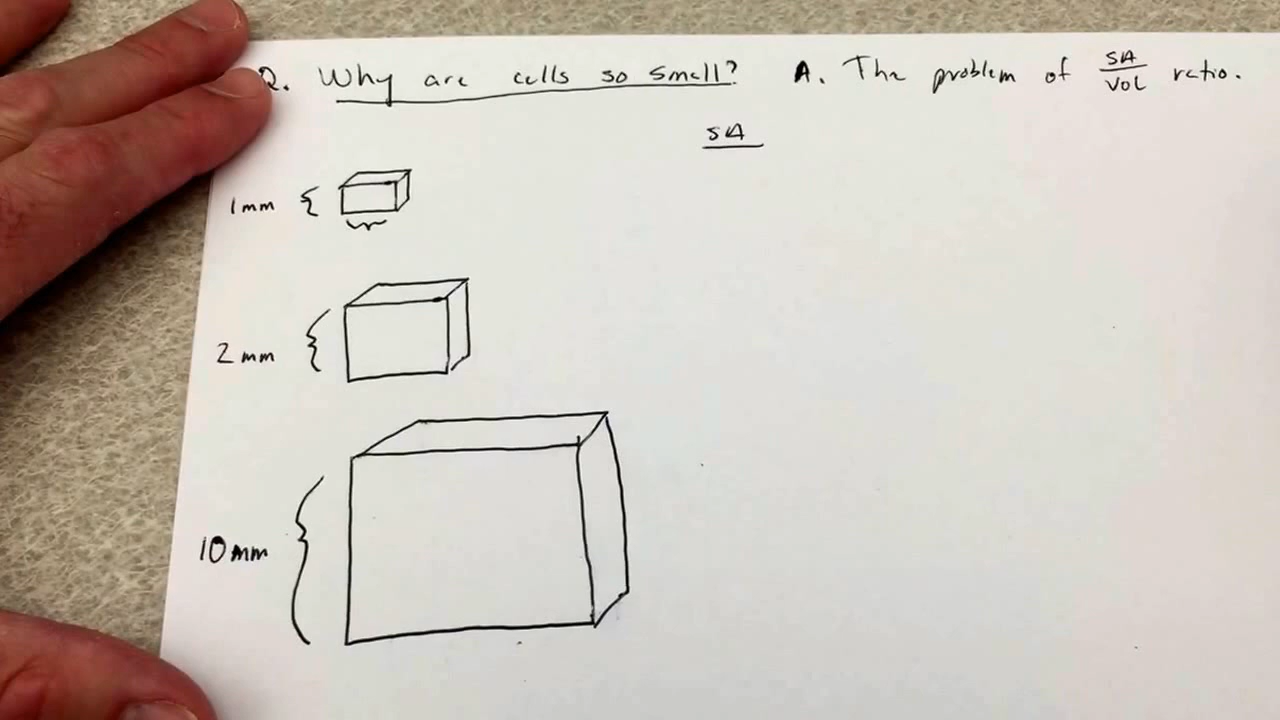 Q. Why are cells so small? A. The problem of SA/VOL ratio.
SA
1mm
2mm
10mm